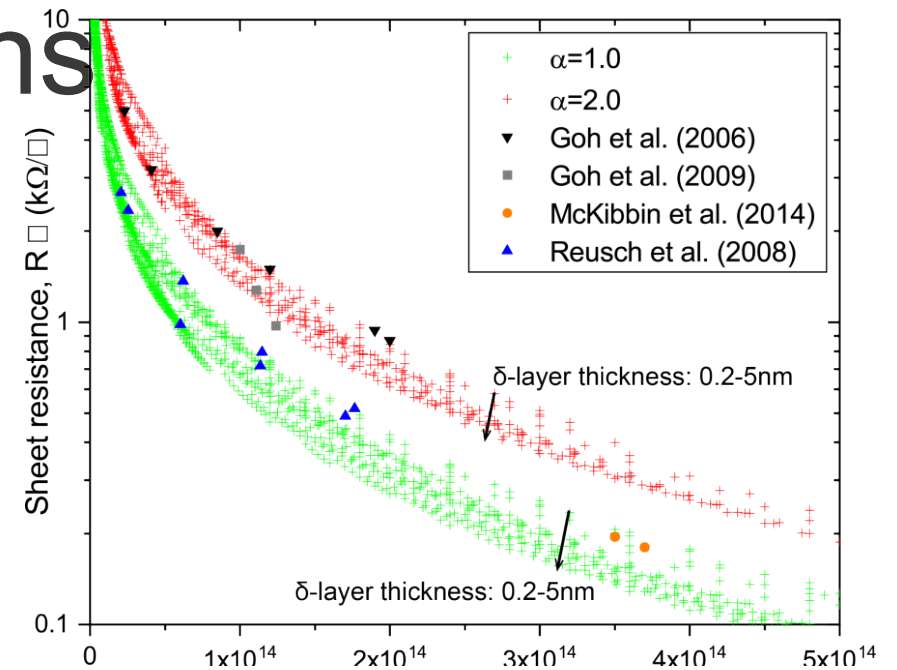 ns
10
1
0.1
Sheet resistance, R □ (kΩ/□)
α=1.0
α=2.0
Goh et al. (2006)
Goh et al. (2009)
McKibbin et al. (2014)
Reusch et al. (2008)
δ-layer thickness: 0.2-5nm
δ-layer thickness: 0.2-5nm
0 1x10¹⁴ 2x10¹⁴ 3x10¹⁴ 4x10¹⁴ 5x10¹⁴